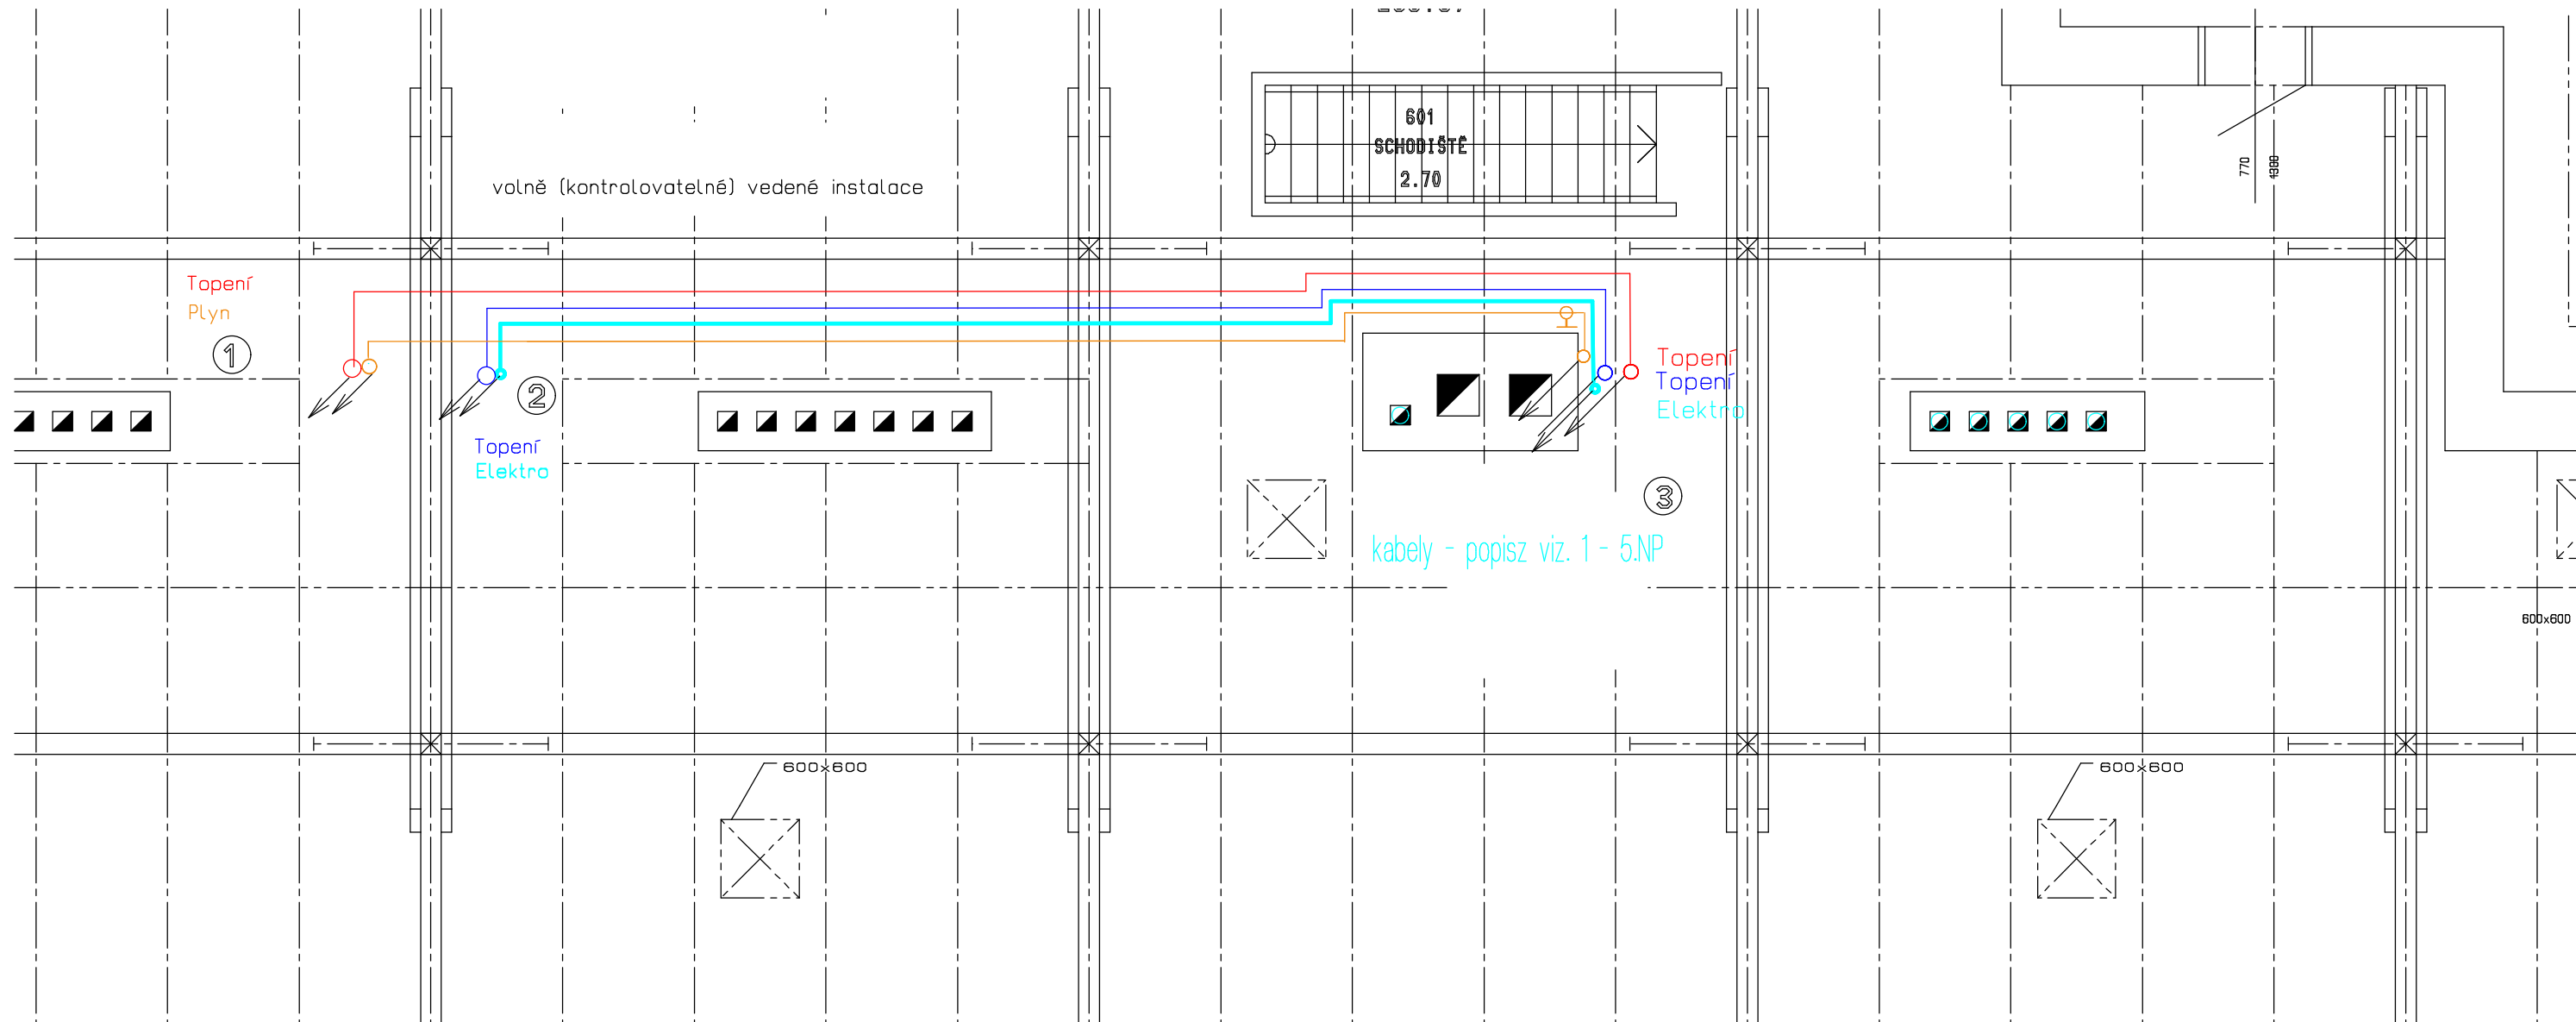 601
SCHODIŠTĚ
2.70
770
1300
volně (kontrolovatelné) vedené instalace
Topení
Plyn
1
2
Topení
Elektro
Topení
Topení
Elektro
3
kabely - popisz viz. 1 - 5.NP
600x600
600x600
600x600